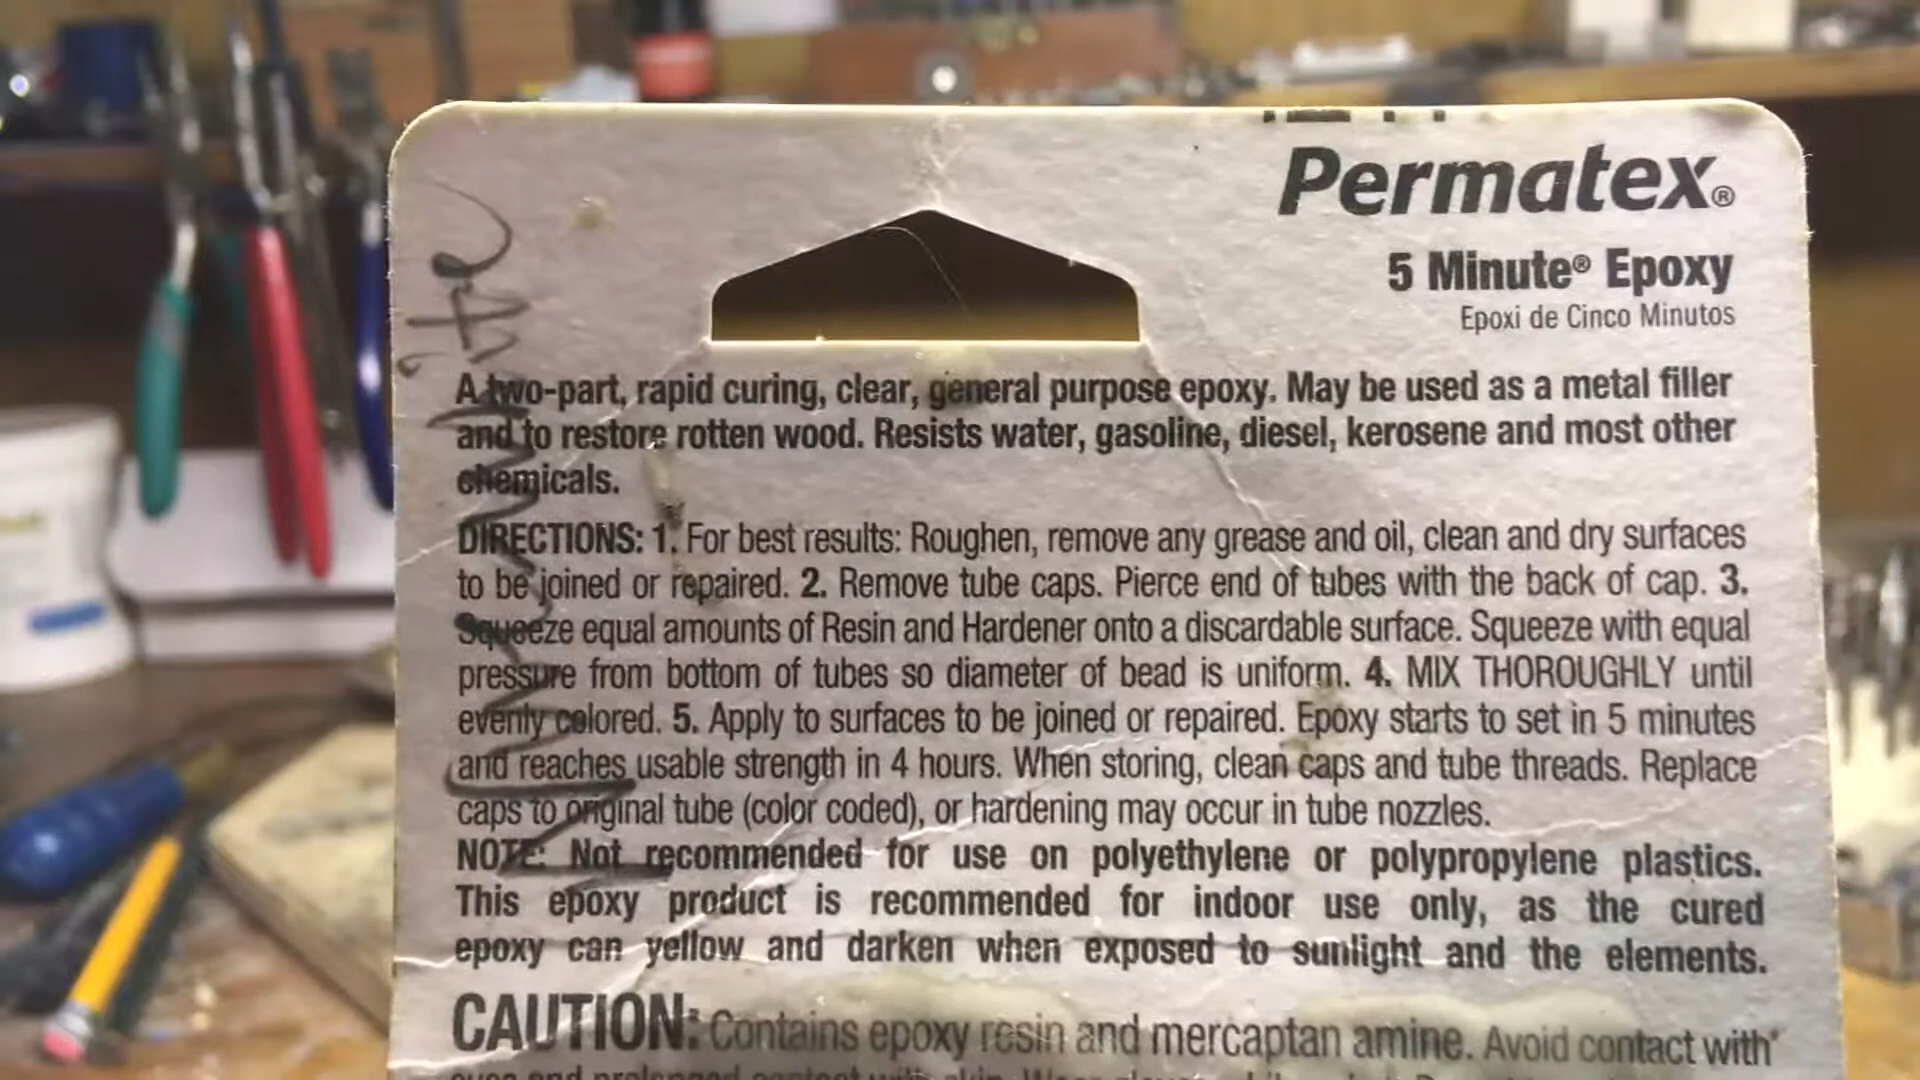 Permatex®
5 Minute® Epoxy
Epoxi de Cinco Minutos
A two-part, rapid curing, clear, general purpose epoxy. May be used as a metal filler
and to restore rotten wood. Resists water, gasoline, diesel, kerosene and most other
chemicals.
DIRECTIONS: 1. For best results: Roughen, remove any grease and oil, clean and dry surfaces
to be joined or repaired. 2. Remove tube caps. Pierce end of tubes with the back of cap. 3.
Squeeze equal amounts of Resin and Hardener onto a discardable surface. Squeeze with equal
pressure from bottom of tubes so diameter of bead is uniform. 4. MIX THOROUGHLY until
evenly colored. 5. Apply to surfaces to be joined or repaired. Epoxy starts to set in 5 minutes
and reaches usable strength in 4 hours. When storing, clean caps and tube threads. Replace
caps to original tube (color coded), or hardening may occur in tube nozzles.
NOTE: Not recommended for use on polyethylene or polypropylene plastics.
This epoxy product is recommended for indoor use only, as the cured
epoxy can yellow and darken when exposed to sunlight and the elements.
CAUTION: Contains epoxy resin and mercaptan amine. Avoid contact with
eyes and prolonged contact with skin.